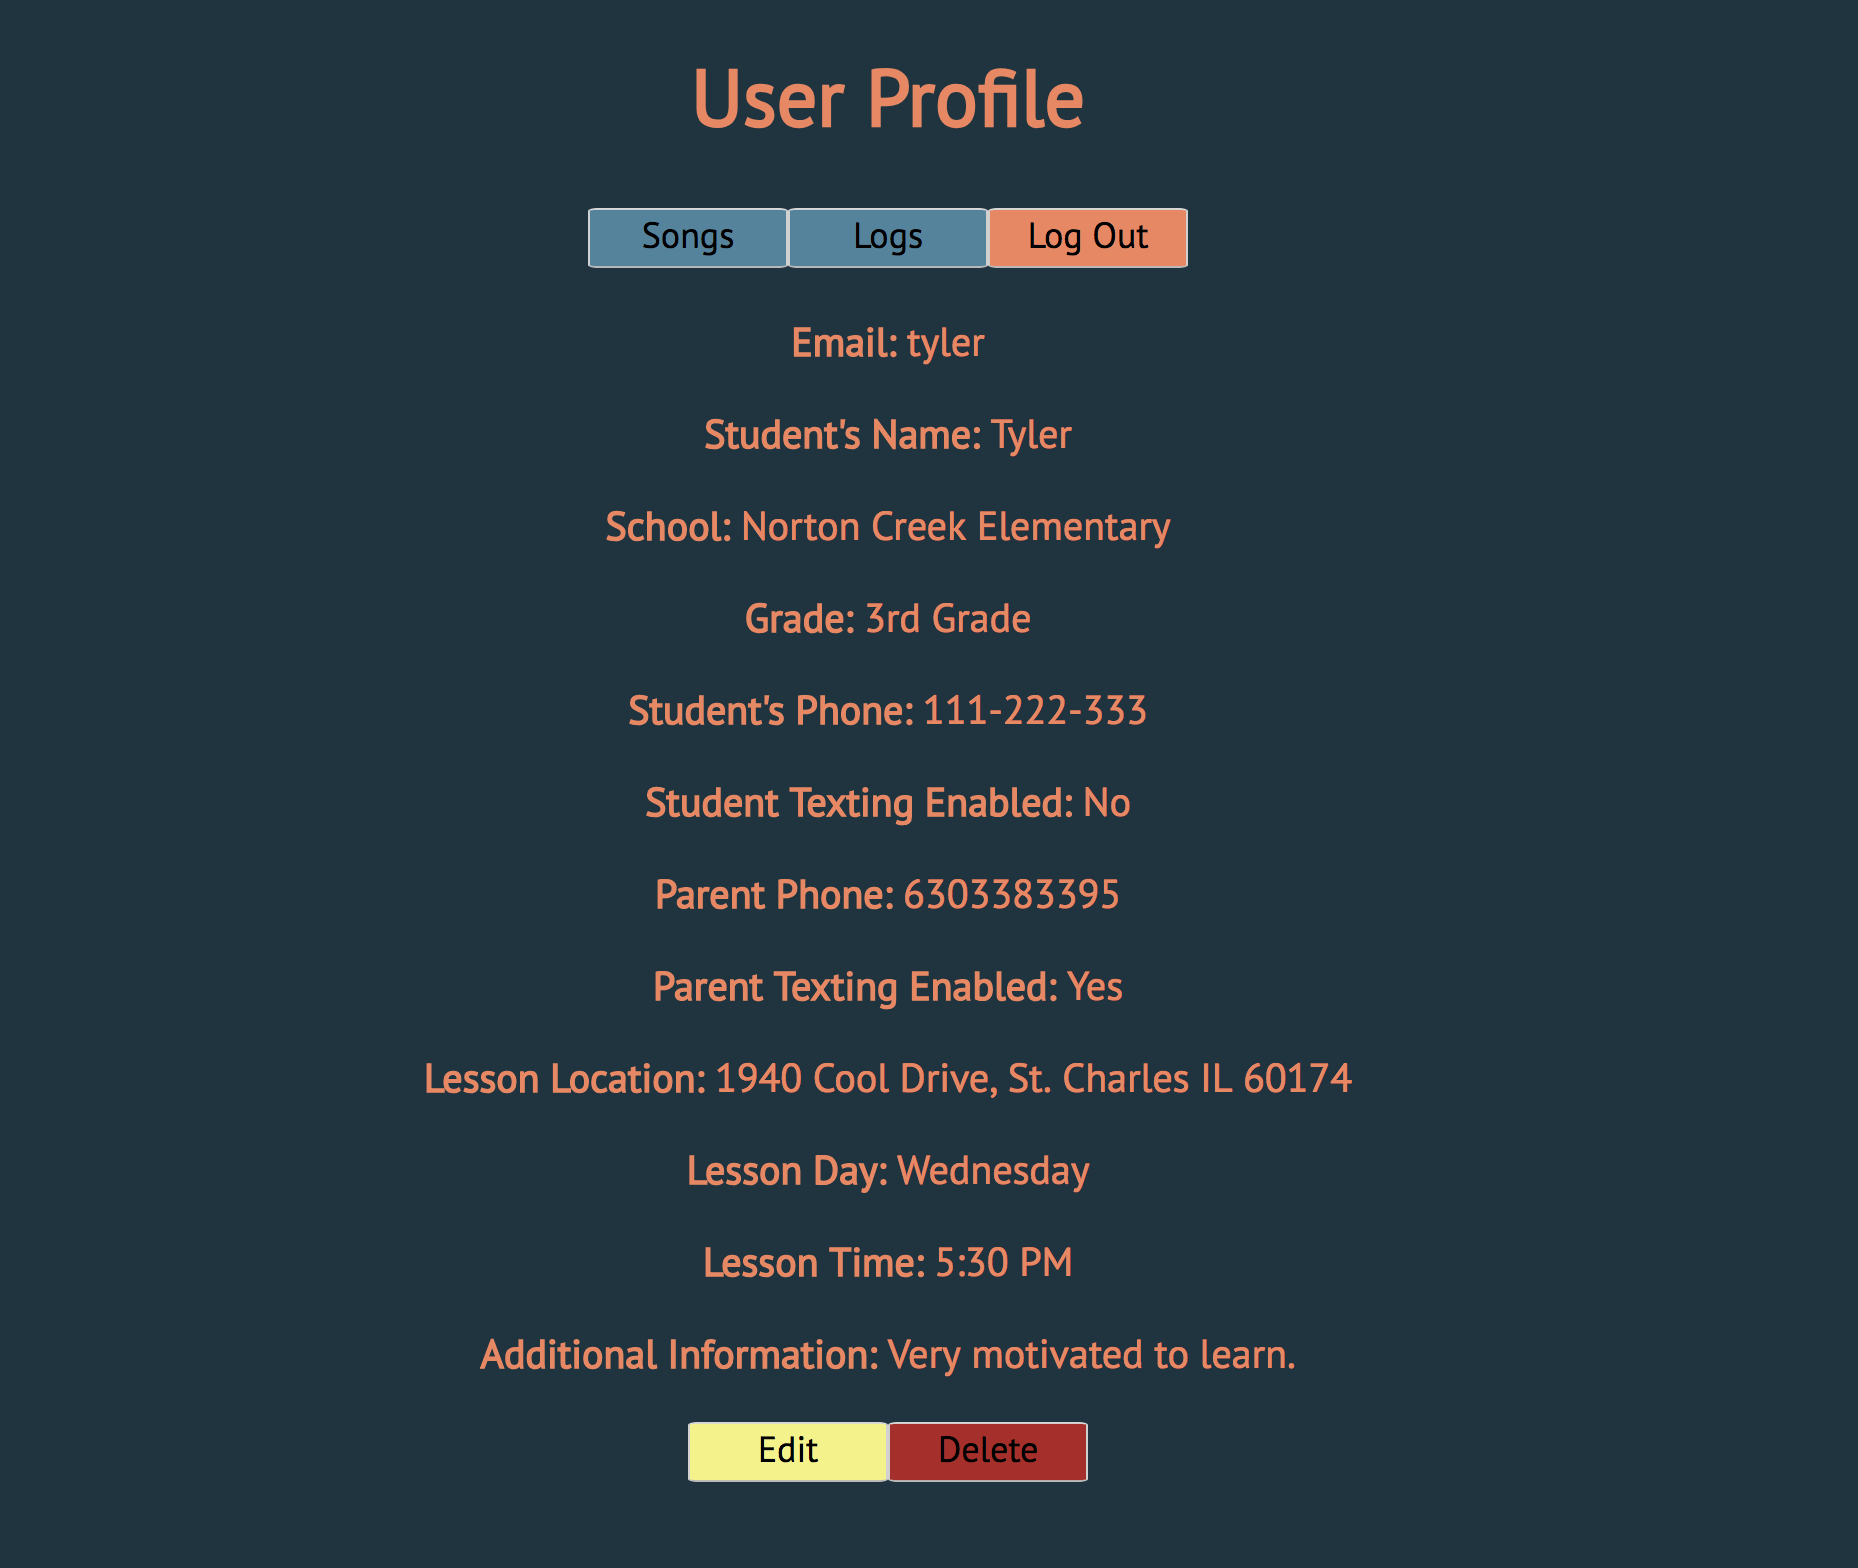 User Profile
Songs Logs Log Out
Email: tyler
Student's Name: Tyler
School: Norton Creek Elementary
Grade: 3rd Grade
Student's Phone: 111-222-333
Student Texting Enabled: No
Parent Phone: 6303383395
Parent Texting Enabled: Yes
Lesson Location: 1940 Cool Drive, St. Charles IL 60174
Lesson Day: Wednesday
Lesson Time: 5:30 PM
Additional Information: Very motivated to learn.
Edit Delete